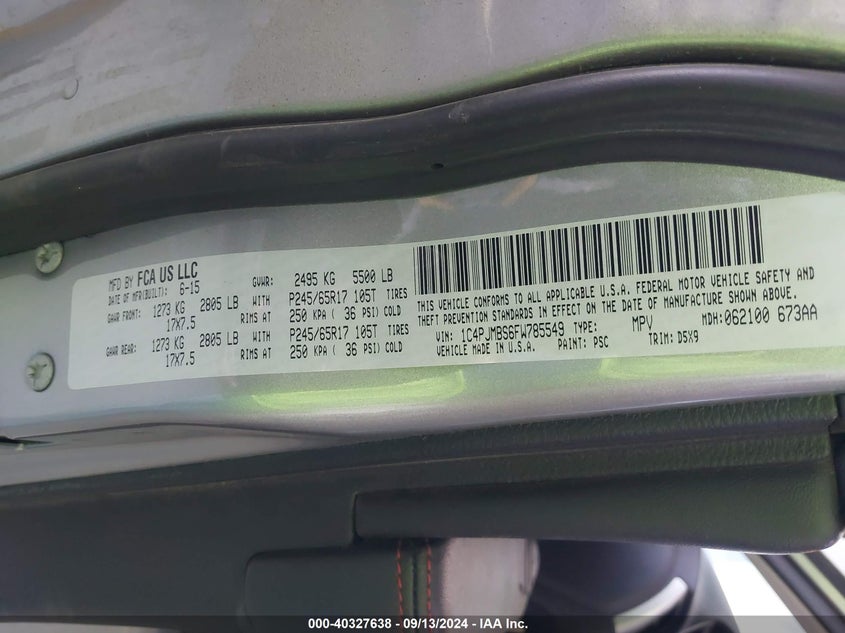 MFD BY FCA US LLC
DATE OF MFR(BUILT): 6-15 GVWR: 2495 KG 5500 LB
GAWR FRONT: 1273 KG 2805 LB WITH P245/65R17 105T TIRES
17X7.5 RIMS AT 250 KPA ( 36 PSI) COLD
GAWR REAR: 1273 KG 2805 LB WITH P245/65R17 105T TIRES
17X7.5 RIMS AT 250 KPA ( 36 PSI) COLD
THIS VEHICLE CONFORMS TO ALL APPLICABLE U.S.A. FEDERAL MOTOR VEHICLE SAFETY AND
THEFT PREVENTION STANDARDS IN EFFECT ON THE DATE OF MANUFACTURE SHOWN ABOVE.
VIN: 1C4PJMBS6FW785549 TYPE: MPV MDH:062100 673AA
VEHICLE MADE IN U.S.A. PAINT: PSC TRIM: D5X9
000-40327638 - 09/13/2024 - IAA Inc.